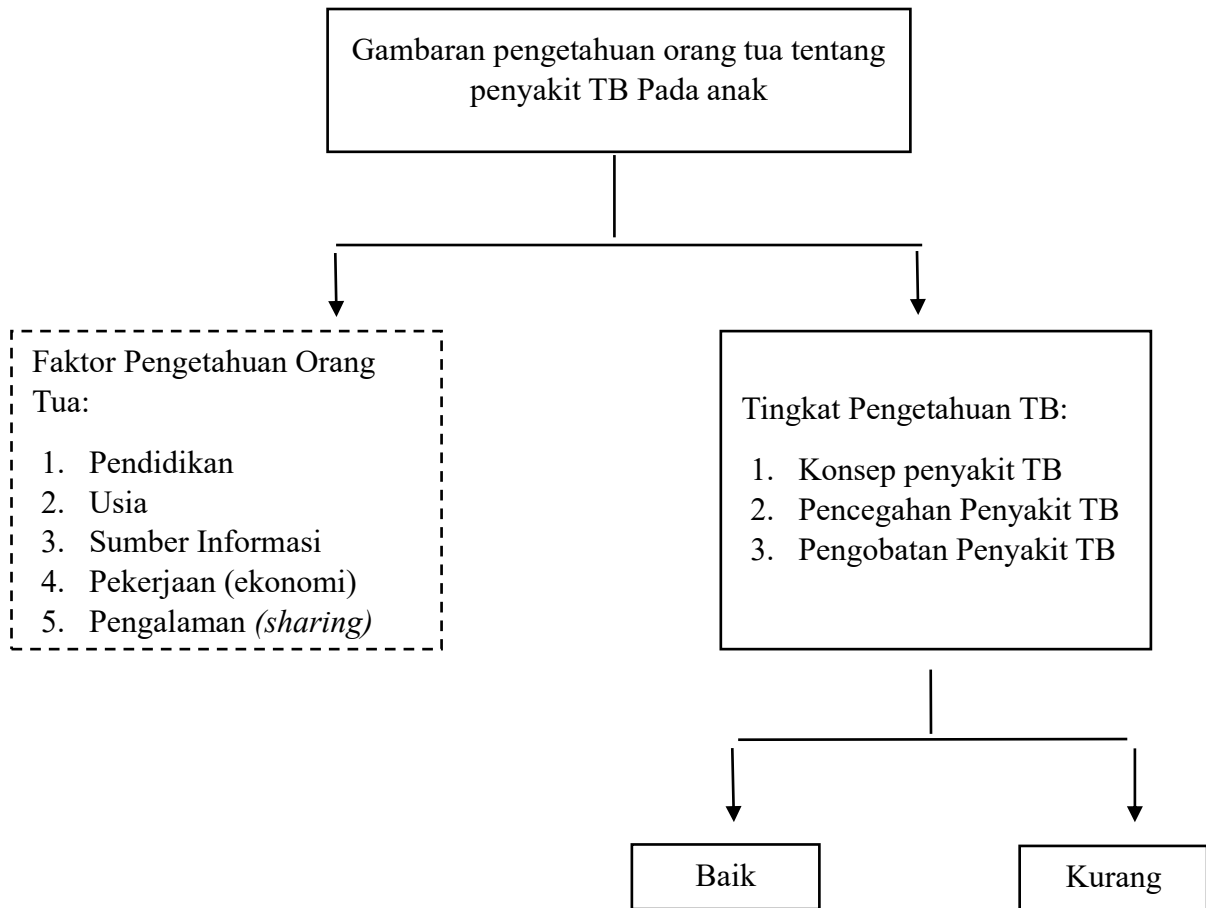 Gambaran pengetahuan orang tua tentang
penyakit TB Pada anak
Faktor Pengetahuan Orang
Tua:
1. Pendidikan
2. Usia
3. Sumber Informasi
4. Pekerjaan (ekonomi)
5. Pengalaman (sharing)
Tingkat Pengetahuan TB:
1. Konsep penyakit TB
2. Pencegahan Penyakit TB
3. Pengobatan Penyakit TB
Baik
Kurang